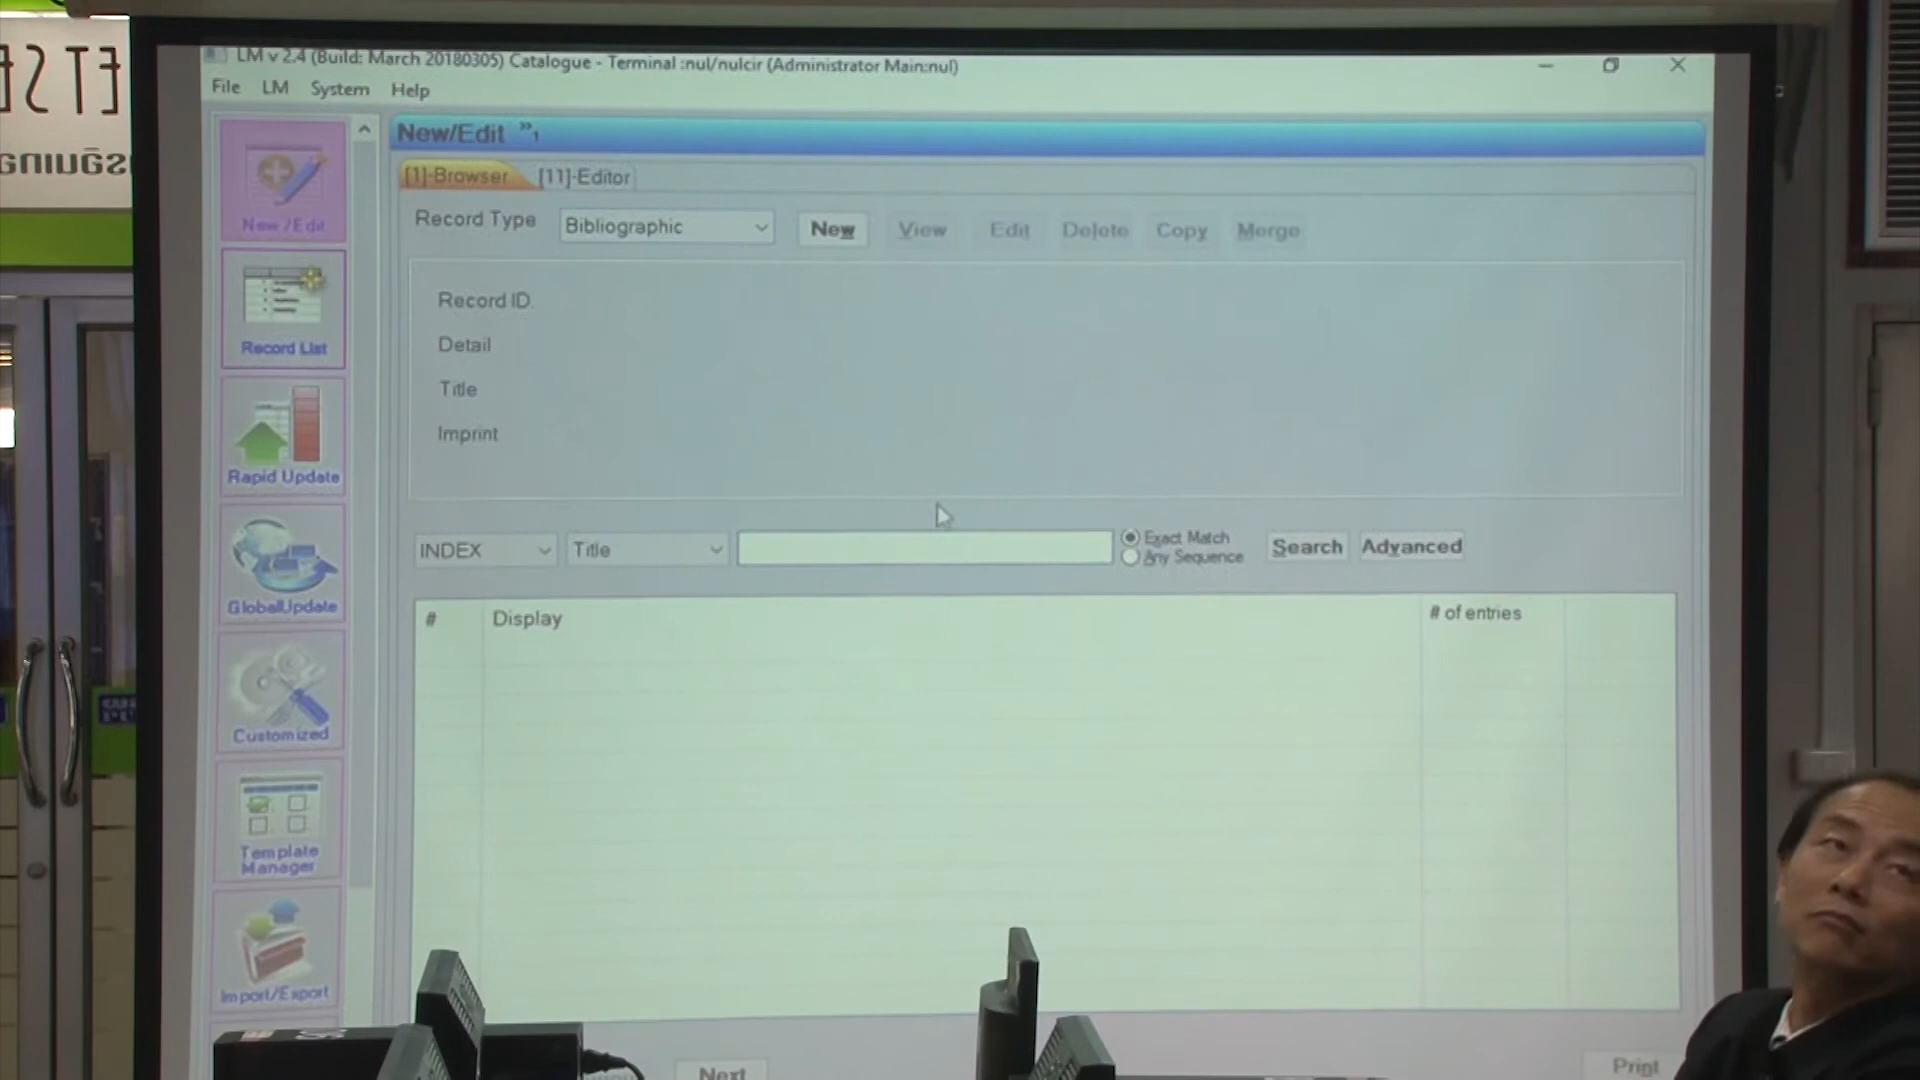 LM v 2.4 (Build: March 20180305) Catalogue - Terminal :nul/nulcir (Administrator Main:nul)
File LM System Help
New/Edit »1
[1]-Browser [11]-Editor
Record Type Bibliographic New View Edit Delete Copy Merge
Record ID
Detail
Title
Imprint
INDEX Title Exact Match Search Advanced
Any Sequence
# Display # of entries
New /Edit
Record List
Rapid Update
GlobalUpdate
Customized
Template
Manager
Import/Export
Next
Print